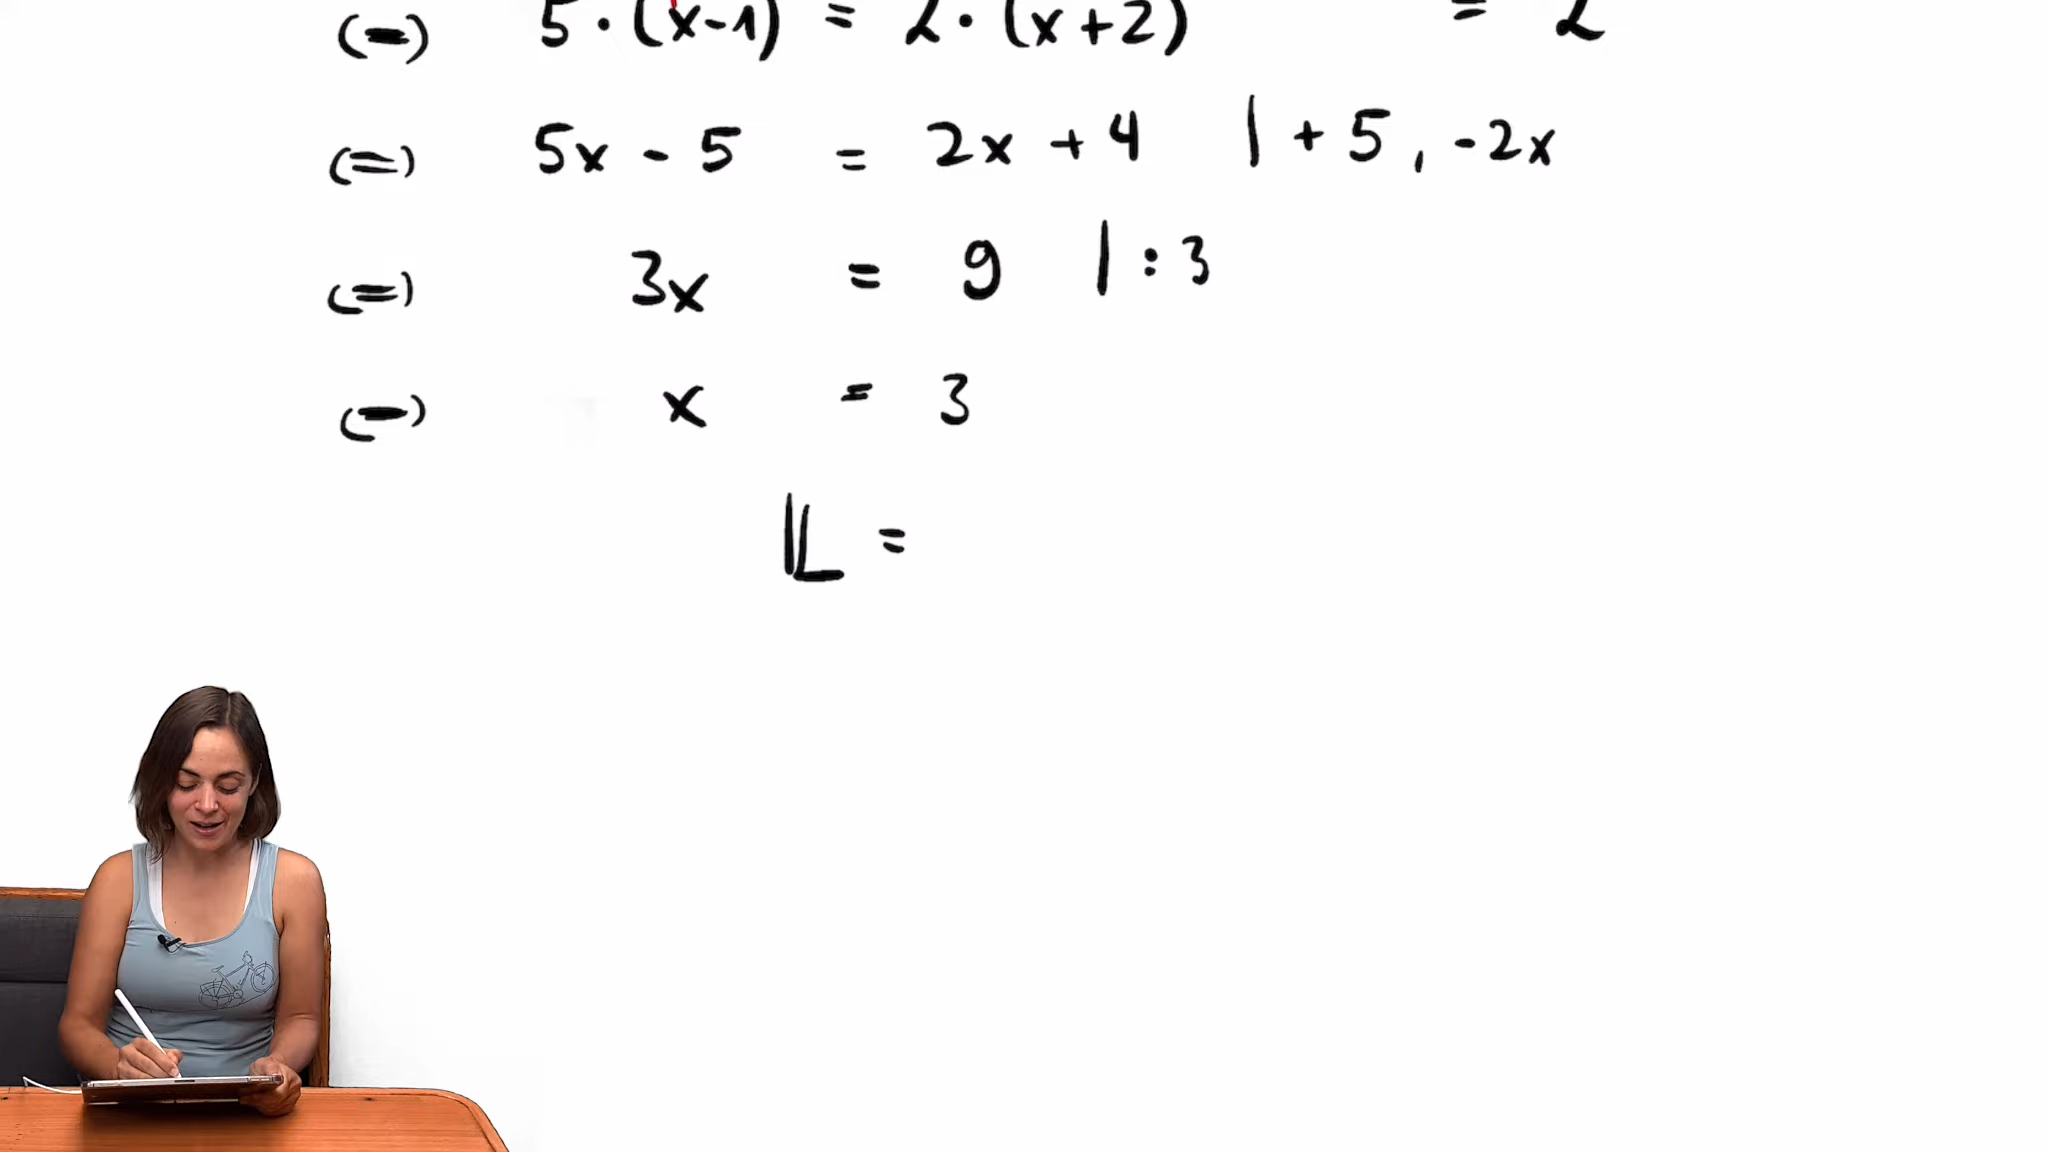 (=) 5 · (x-1) = 2 · (x+2) = 2
(=) 5x - 5 = 2x + 4 | + 5, -2x
(=) 3x = 9 | : 3
(=) x = 3
𝕃 =